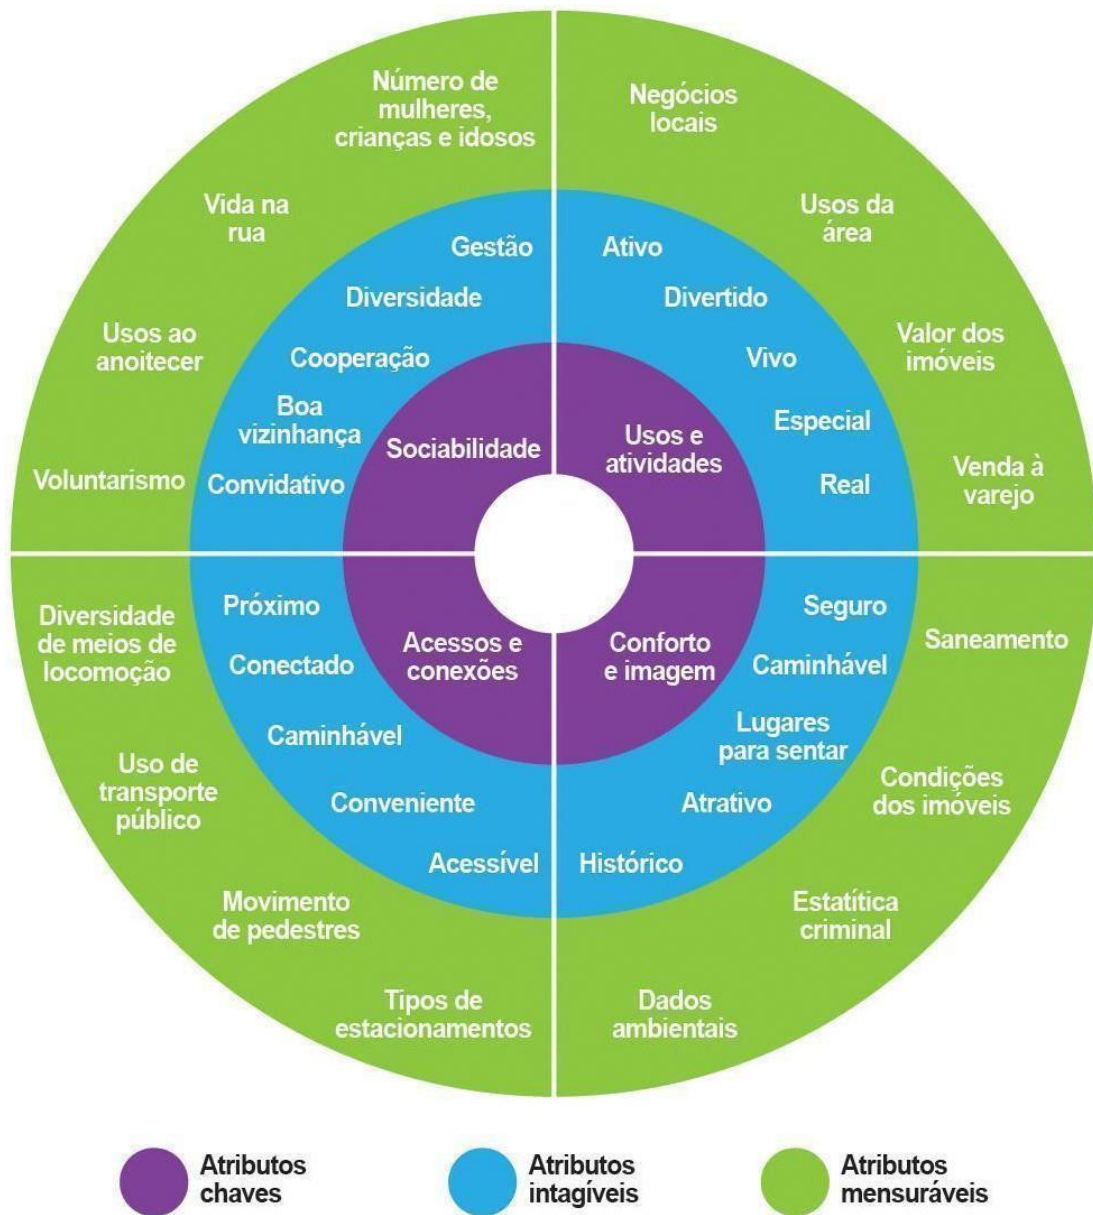 Número de
mulheres,
crianças e idosos
Vida na
rua
Usos ao
anoitecer
Voluntarismo
Gestão
Diversidade
Cooperação
Boa
vizinhança
Convidativo
Sociabilidade
Negócios
locais
Usos da
área
Valor dos
imóveis
Venda à
varejo
Ativo
Divertido
Vivo
Especial
Real
Usos e
atividades
Diversidade
de meios de
locomoção
Uso de
transporte
público
Movimento
de pedestres
Tipos de
estacionamentos
Próximo
Conectado
Caminhável
Conveniente
Acessível
Acessos e
conexões
Conforto
e imagem
Seguro
Caminhável
Lugares
para sentar
Atrativo
Histórico
Saneamento
Condições
dos imóveis
Estatítica
criminal
Dados
ambientais
Atributos
chaves
Atributos
intagíveis
Atributos
mensuráveis